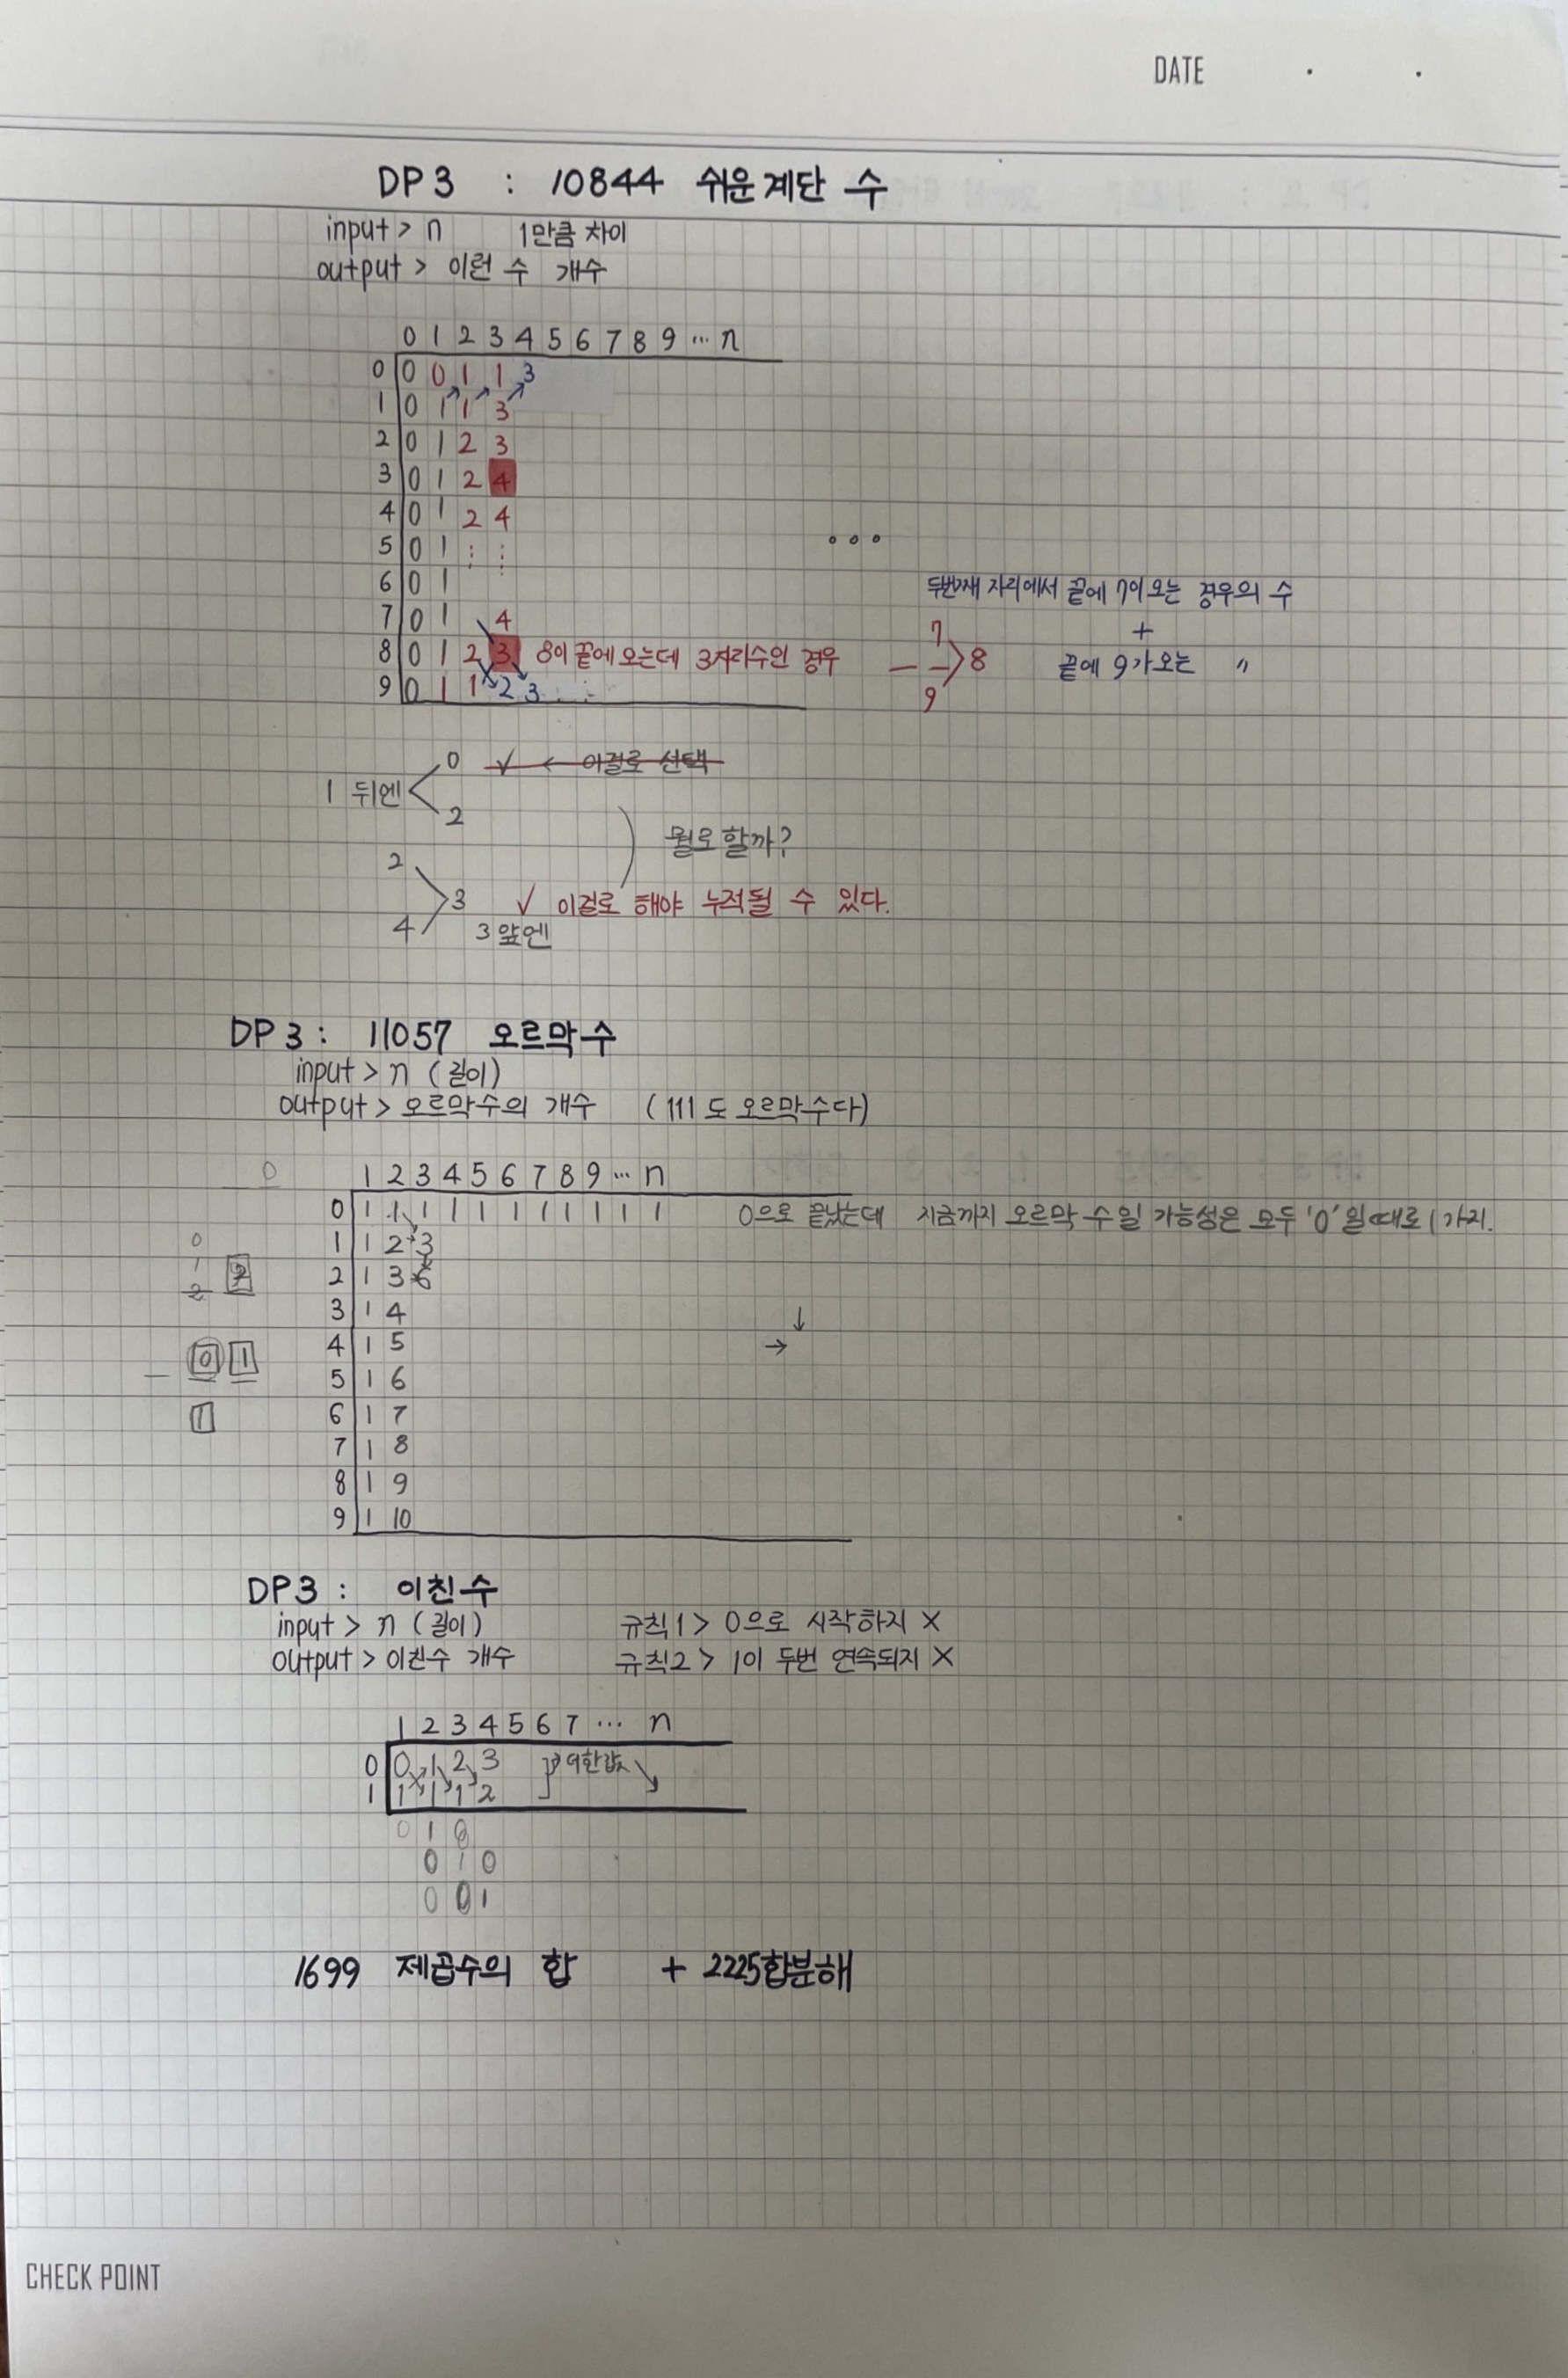 DATE . .
DP 3 : 10844 쉬운 계단 수
input > n 1만큼 차이
output > 이런 수 개수
0 1 2 3 4 5 6 7 8 9 ... n
0 0 0 1 1 3
1 0 1 1 3
2 0 1 2 3
3 0 1 2 4
4 0 1 2 4
5 0 1 : :
6 0 1
두번째 자리에서 끝에 7이 오는 경우의 수
7 0 1 4
7 +
8 0 1 2 3 8이 끝에 오는데 3자리수인 경우 _ _ > 8 끝에 9가 오는 〃
9 0 1 1 2 3
9
0 ✓ ← 이걸로 선택
1 뒤엔 <
2
뭘로 할까?
2
> 3 ✓ 이걸로 해야 누적될 수 있다.
4 3 앞엔
DP 3 : 11057 오르막 수
input > n (길이)
output > 오르막수의 개수 (111 도 오르막수다)
0 1 2 3 4 5 6 7 8 9 ... n
0 1 1 1 1 1 1 1 1 1 1 1 0으로 끝났는데 지금까지 오르막 수일 가능성은 모두 '0'일때로 1가지.
0
1 1 2 3
1
2 2 1 3 6
2
3 1 4 ↓
0 1 4 1 5 →
5 1 6
1 6 1 7
7 1 8
8 1 9
9 1 10
DP3 : 이친수
input > n (길이) 규칙1 > 0으로 시작하지 X
output > 이친수 개수 규칙2 > 1이 두번 연속되지 X
1 2 3 4 5 6 7 ... n
0 0 1 2 3 더한값
1 1 1 1 2
0 1 0
0 1 0
0 0 1
1699 제곱수의 합 + 2225 합분해
CHECK POINT